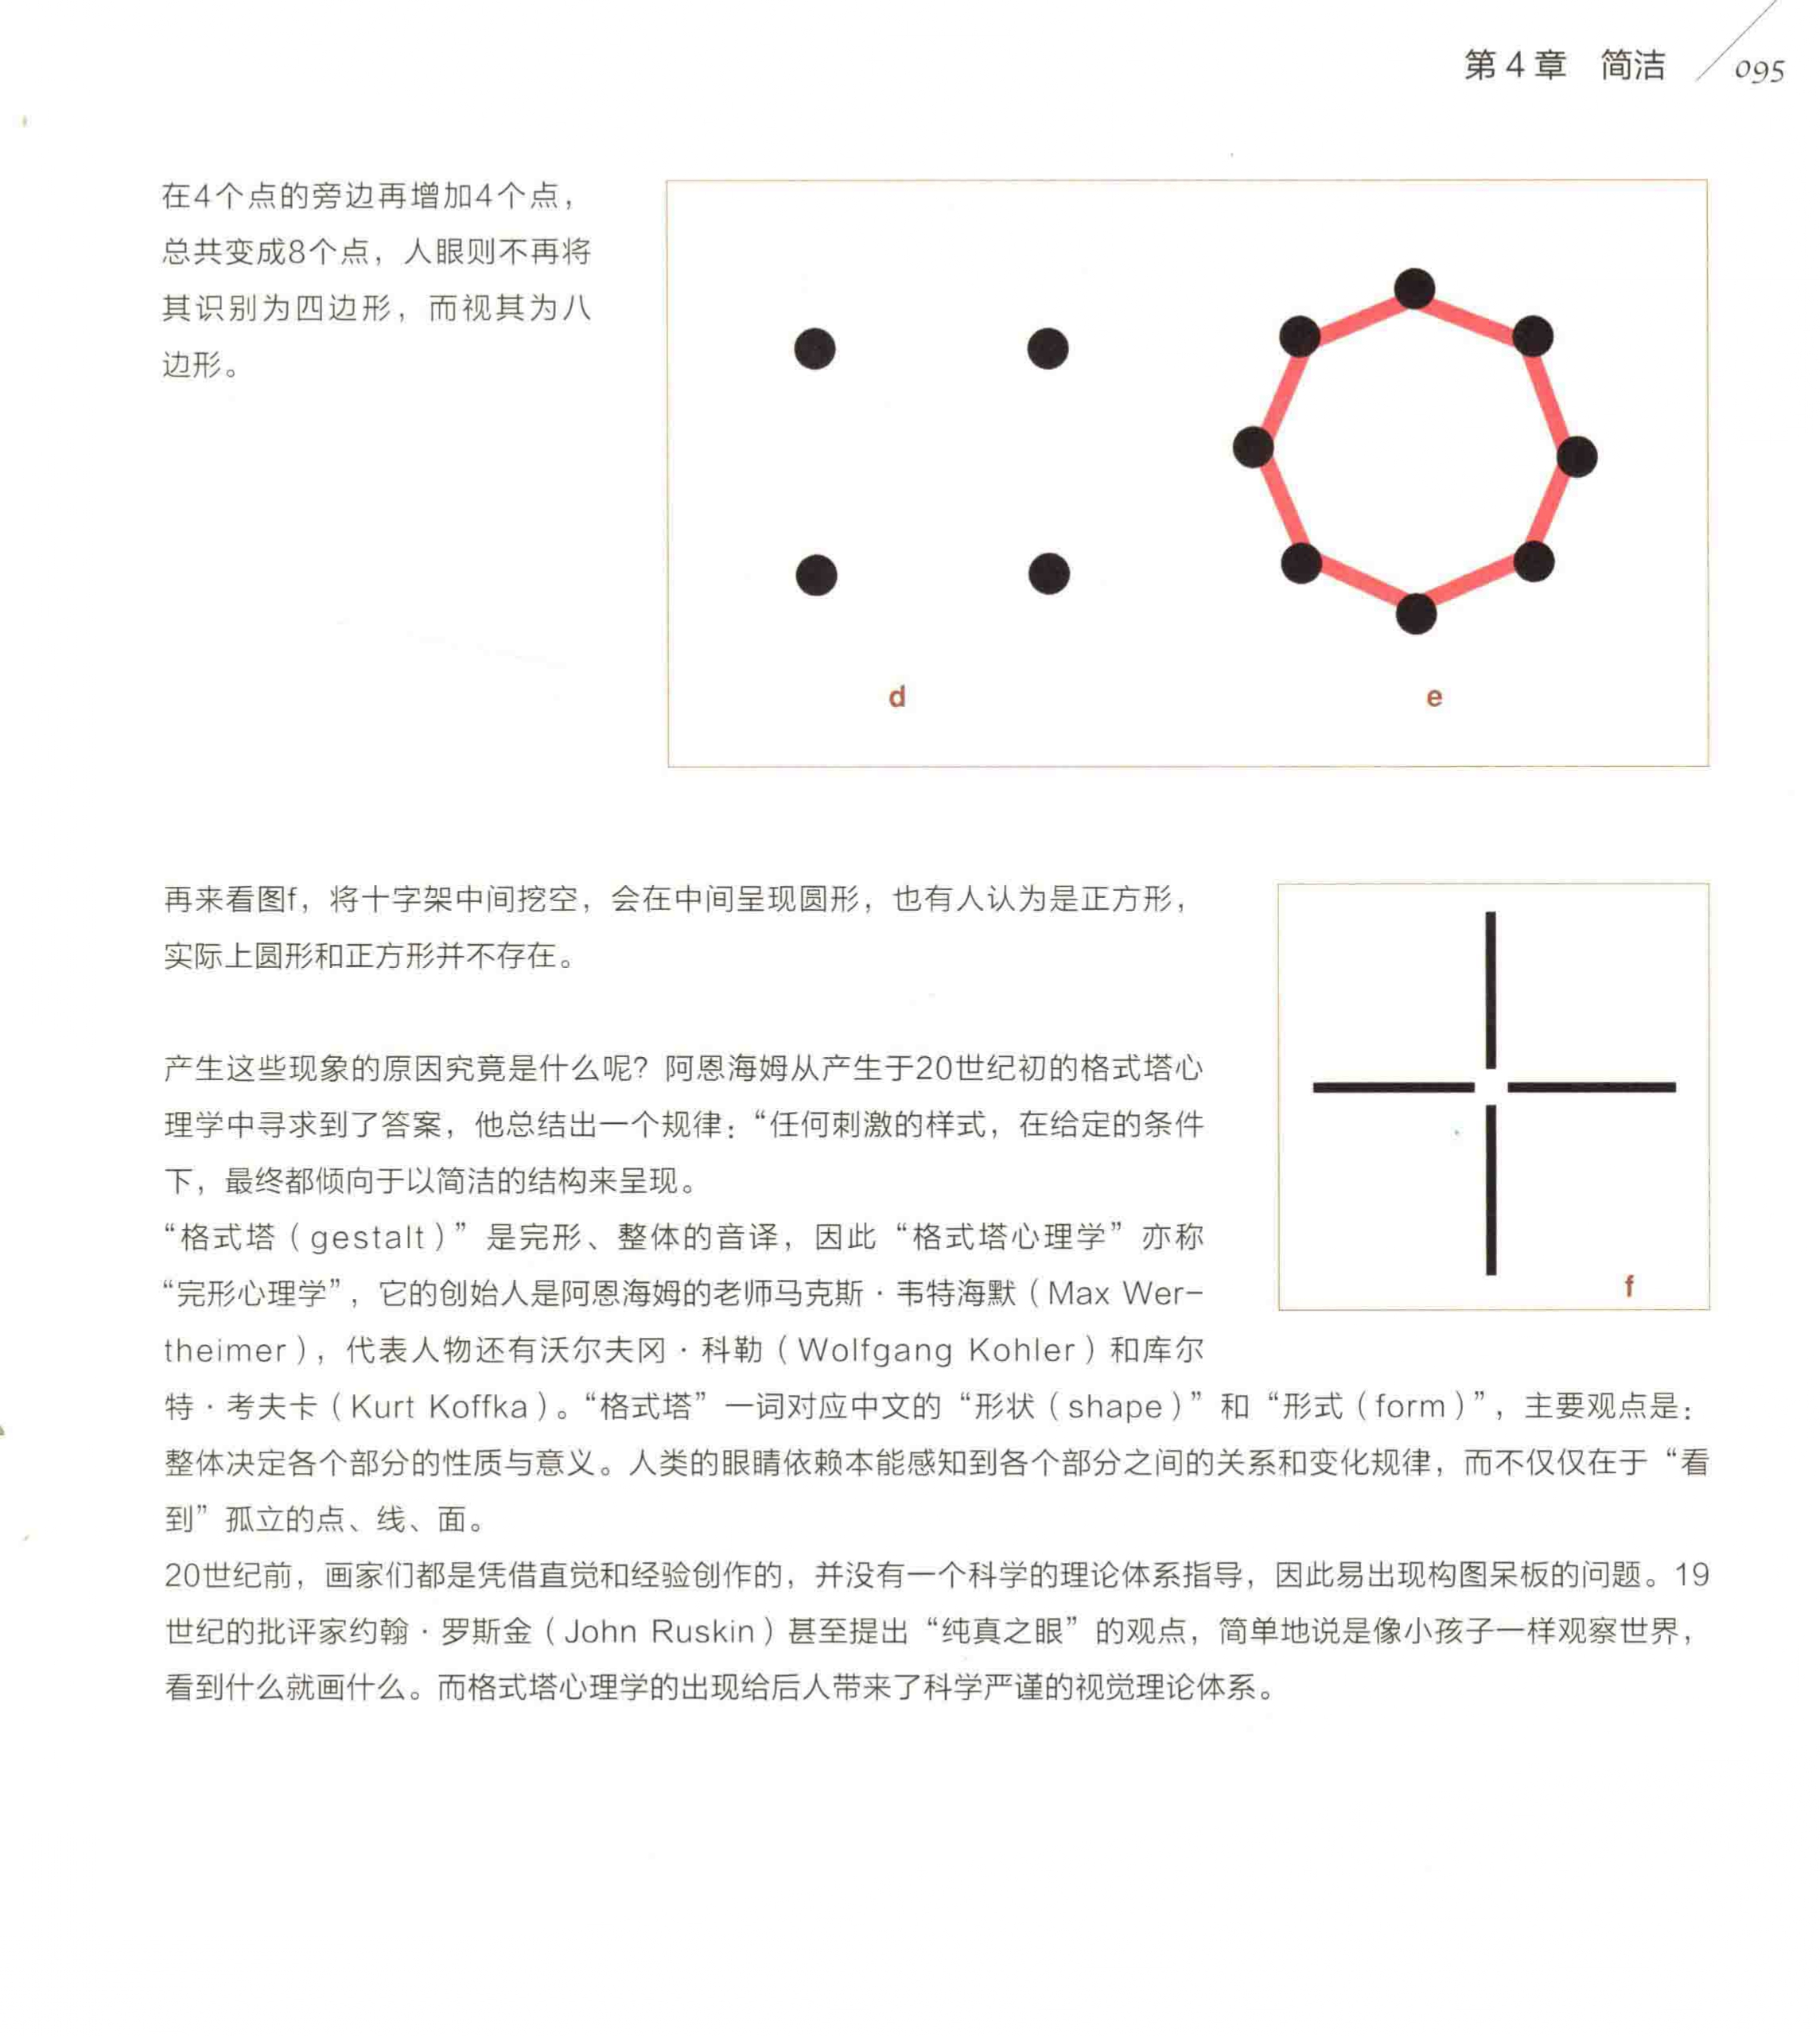 第4章 简洁 095
在4个点的旁边再增加4个点，
总共变成8个点，人眼则不再将
其识别为四边形，而视其为八
边形。
d e
再来看图f，将十字架中间挖空，会在中间呈现圆形，也有人认为是正方形，
实际上圆形和正方形并不存在。
产生这些现象的原因究竟是什么呢？阿恩海姆从产生于20世纪初的格式塔心
理学中寻求到了答案，他总结出一个规律：“任何刺激的样式，在给定的条件
下，最终都倾向于以简洁的结构来呈现。
“格式塔（gestalt）”是完形、整体的音译，因此“格式塔心理学”亦称
“完形心理学”，它的创始人是阿恩海姆的老师马克斯·韦特海默（Max Wer-
f
theimer），代表人物还有沃尔夫冈·科勒（Wolfgang Kohler）和库尔
特·考夫卡（Kurt Koffka）。“格式塔”一词对应中文的“形状（shape）”和“形式（form）”，主要观点是：
整体决定各个部分的性质与意义。人类的眼睛依赖本能感知到各个部分之间的关系和变化规律，而不仅仅在于“看
到”孤立的点、线、面。
20世纪前，画家们都是凭借直觉和经验创作的，并没有一个科学的理论体系指导，因此易出现构图呆板的问题。19
世纪的批评家约翰·罗斯金（John Ruskin）甚至提出“纯真之眼”的观点，简单地说是像小孩子一样观察世界，
看到什么就画什么。而格式塔心理学的出现给后人带来了科学严谨的视觉理论体系。